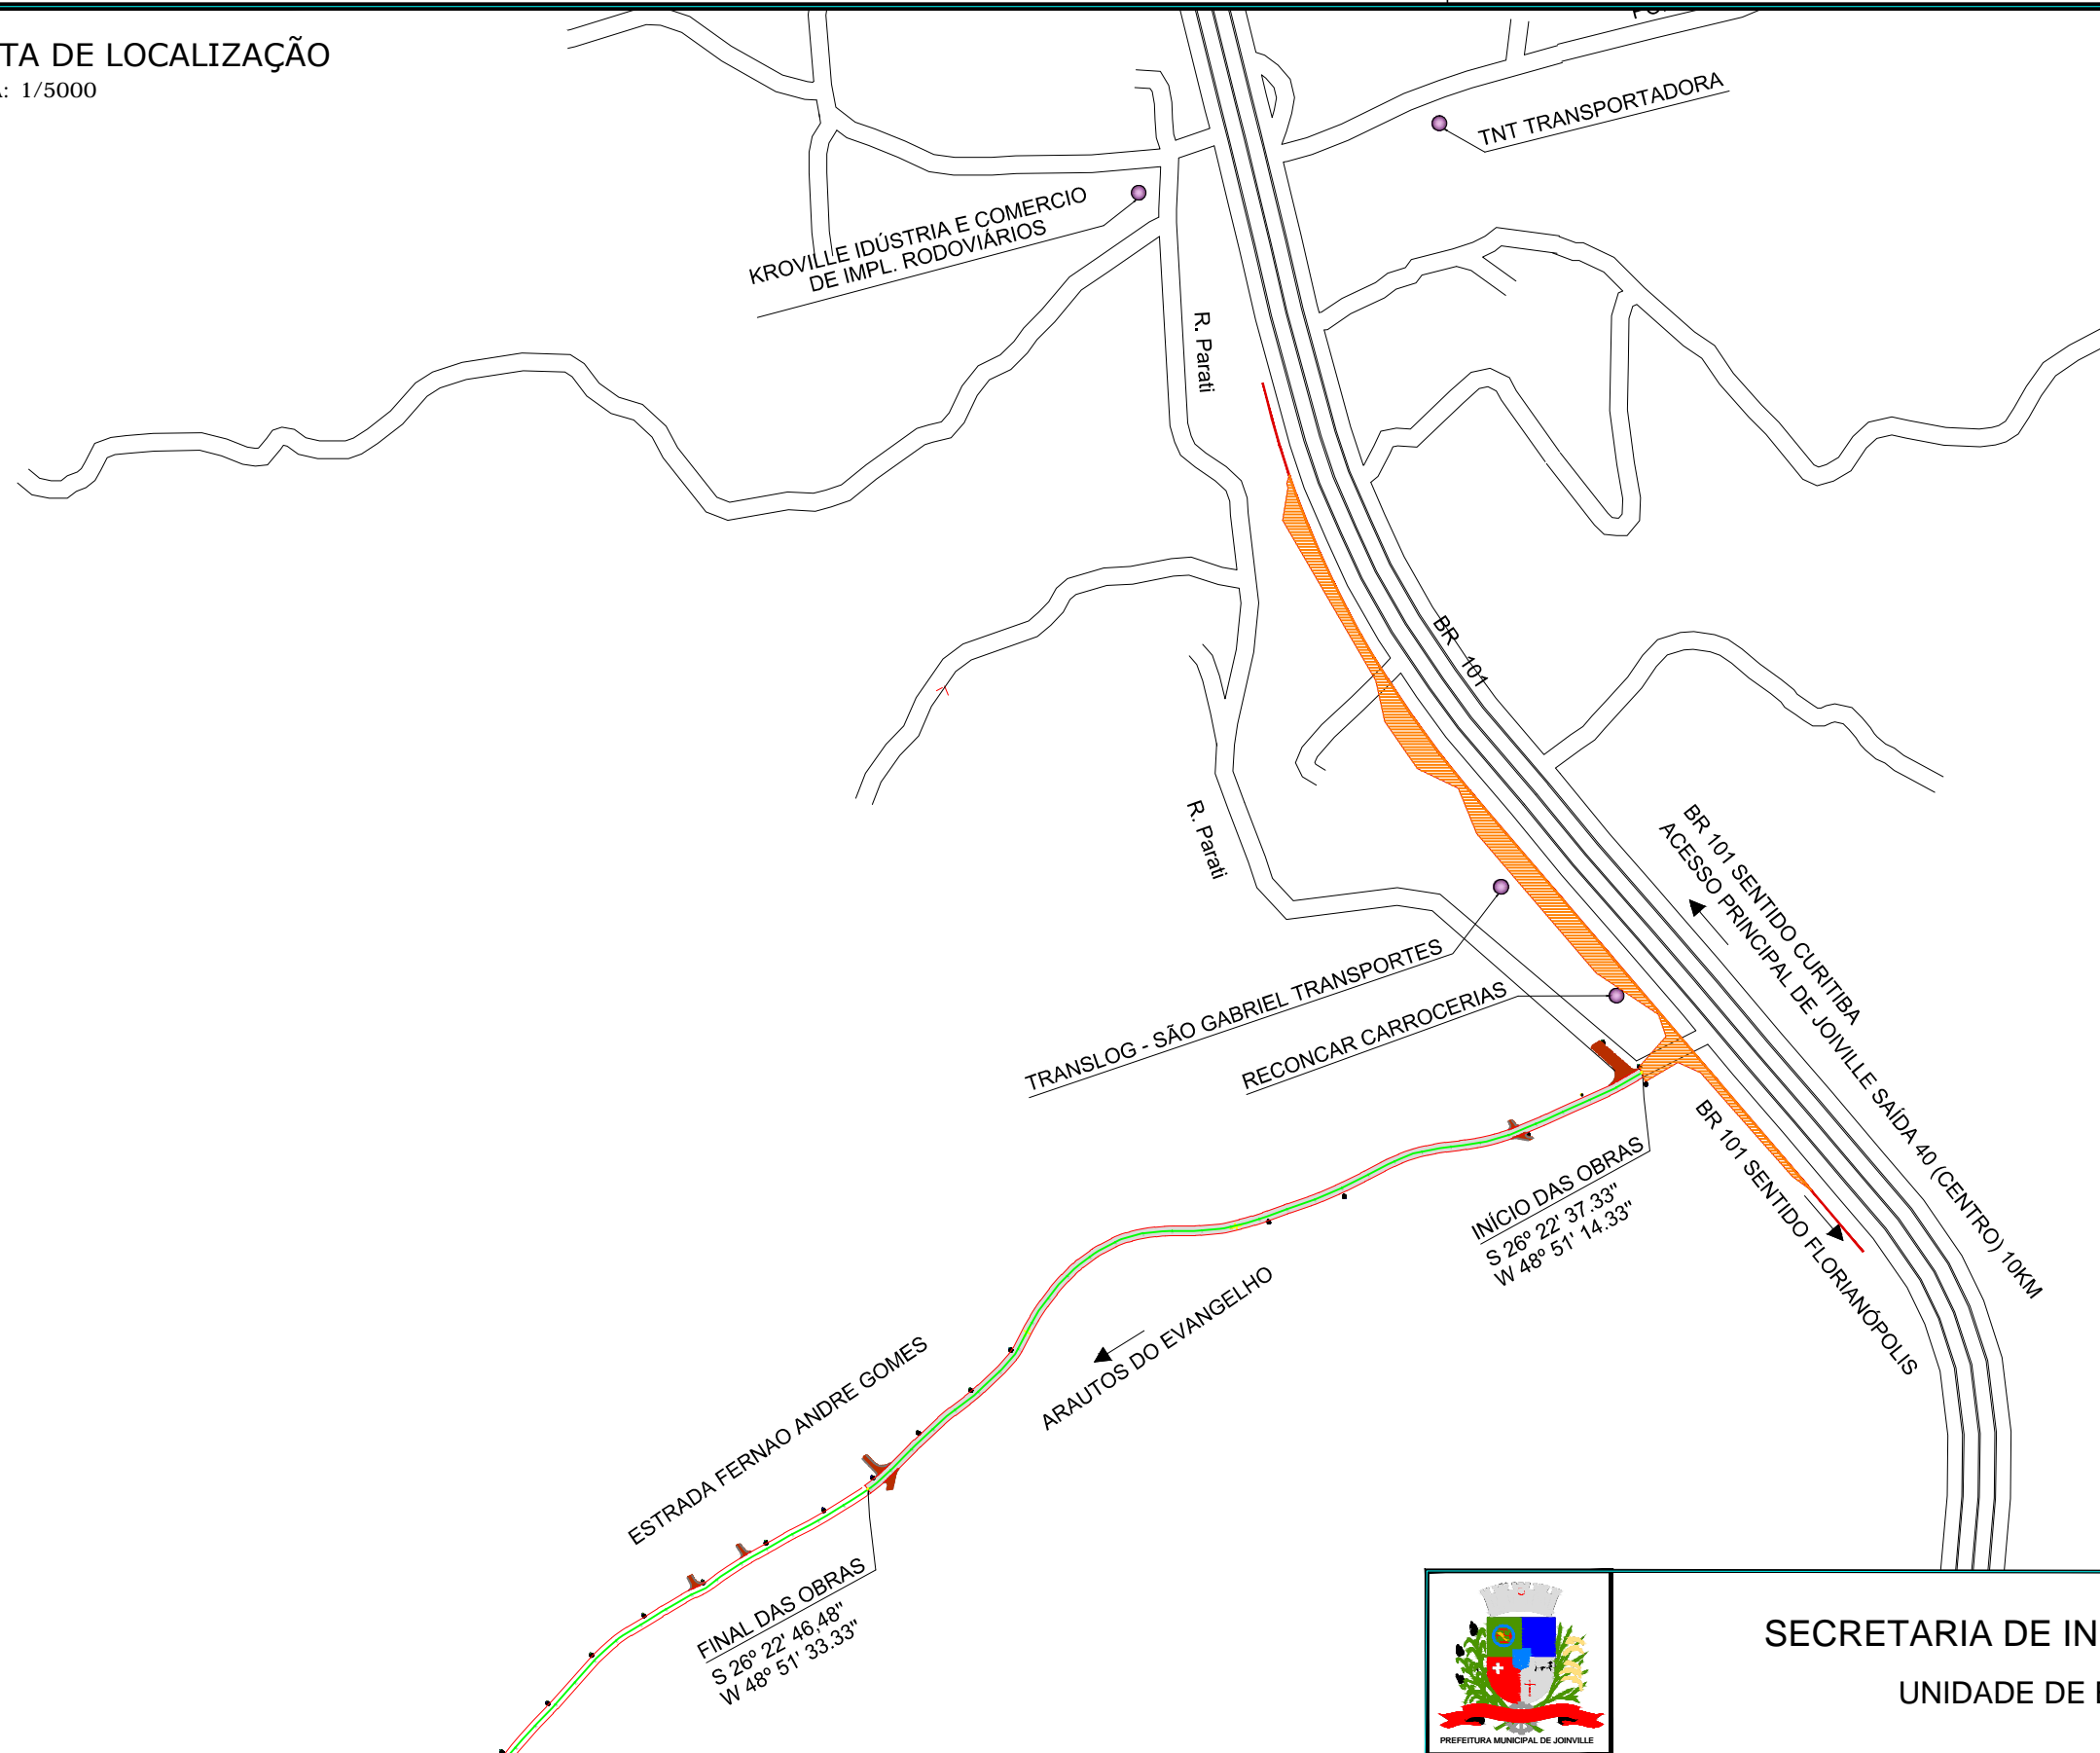 TA DE LOCALIZAÇÃO
: 1/5000
TNT TRANSPORTADORA
KROVILLE IDÚSTRIA E COMERCIO
DE IMPL. RODOVIÁRIOS
R. Parati
BR 101
R. Parati
BR 101 SENTIDO CURITIBA
ACESSO PRINCIPAL DE JOIVILLE SAÍDA 40 (CENTRO) 10KM
TRANSLOG - SÃO GABRIEL TRANSPORTES
RECONCAR CARROCERIAS
BR 101 SENTIDO FLORIANÓPOLIS
INÍCIO DAS OBRAS
S 26º 22' 37.33"
W 48º 51' 14.33"
ARAUTOS DO EVANGELHO
ESTRADA FERNAO ANDRE GOMES
FINAL DAS OBRAS
S 26º 22' 46,48"
W 48º 51' 33.33"
SECRETARIA DE IN
UNIDADE DE
PREFEITURA MUNICIPAL DE JOINVILLE